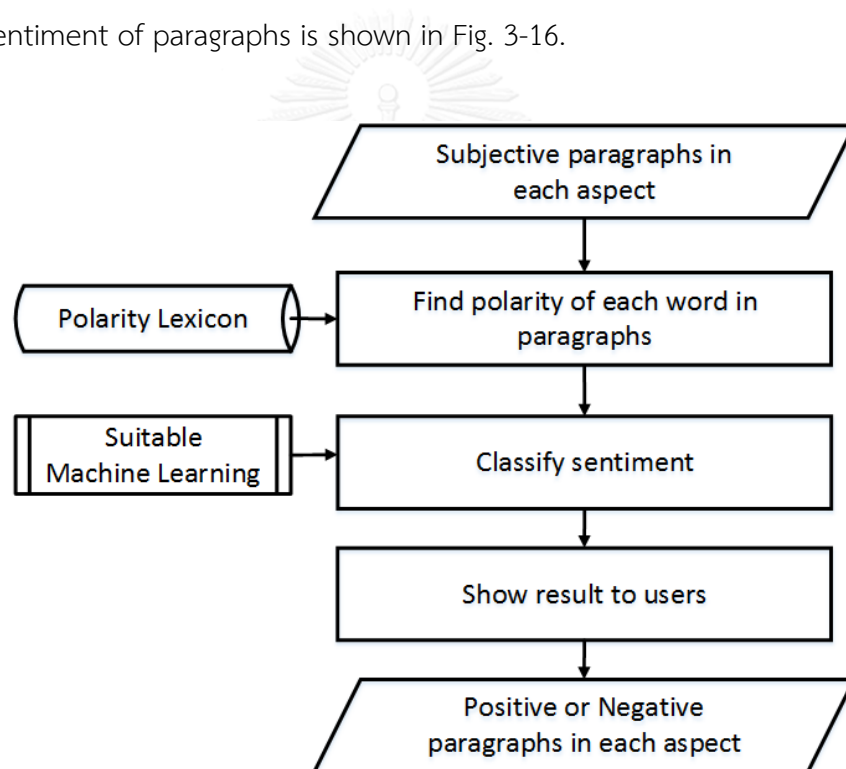 entiment of paragraphs is shown in Fig. 3-16.
Subjective paragraphs in
each aspect
Polarity Lexicon
Find polarity of each word in
paragraphs
Suitable
Machine Learning
Classify sentiment
Show result to users
Positive or Negative
paragraphs in each aspect